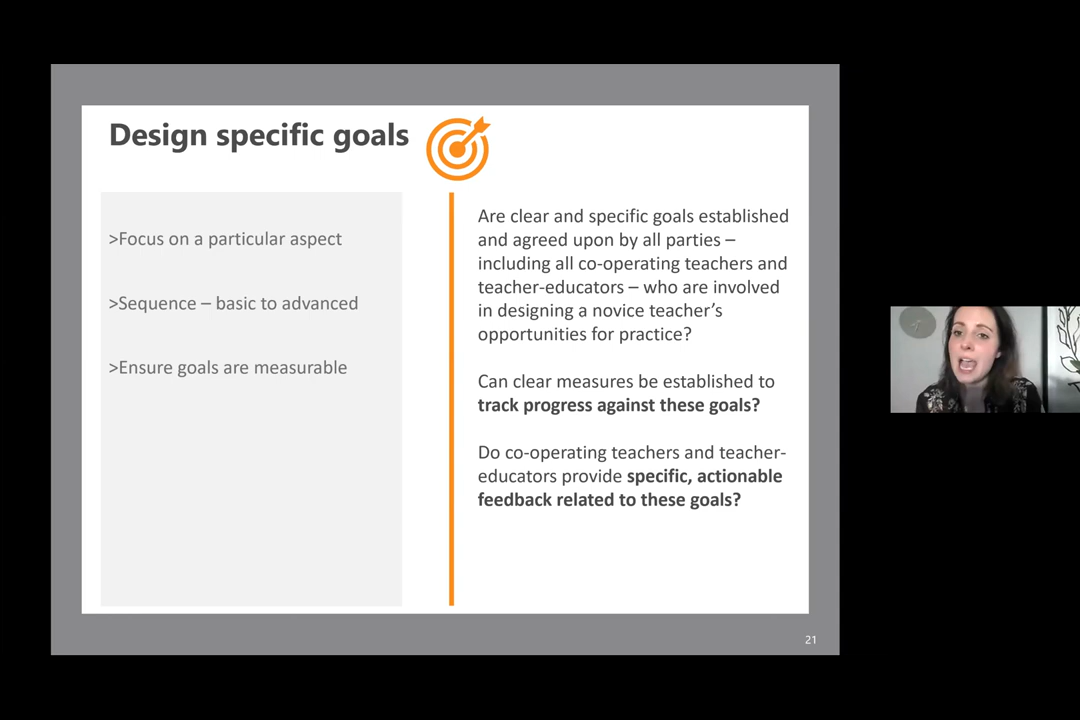 Design specific goals
>Focus on a particular aspect
>Sequence – basic to advanced
>Ensure goals are measurable
Are clear and specific goals established
and agreed upon by all parties –
including all co-operating teachers and
teacher-educators – who are involved
in designing a novice teacher’s
opportunities for practice?
Can clear measures be established to
track progress against these goals?
Do co-operating teachers and teacher-
educators provide specific, actionable
feedback related to these goals?
21